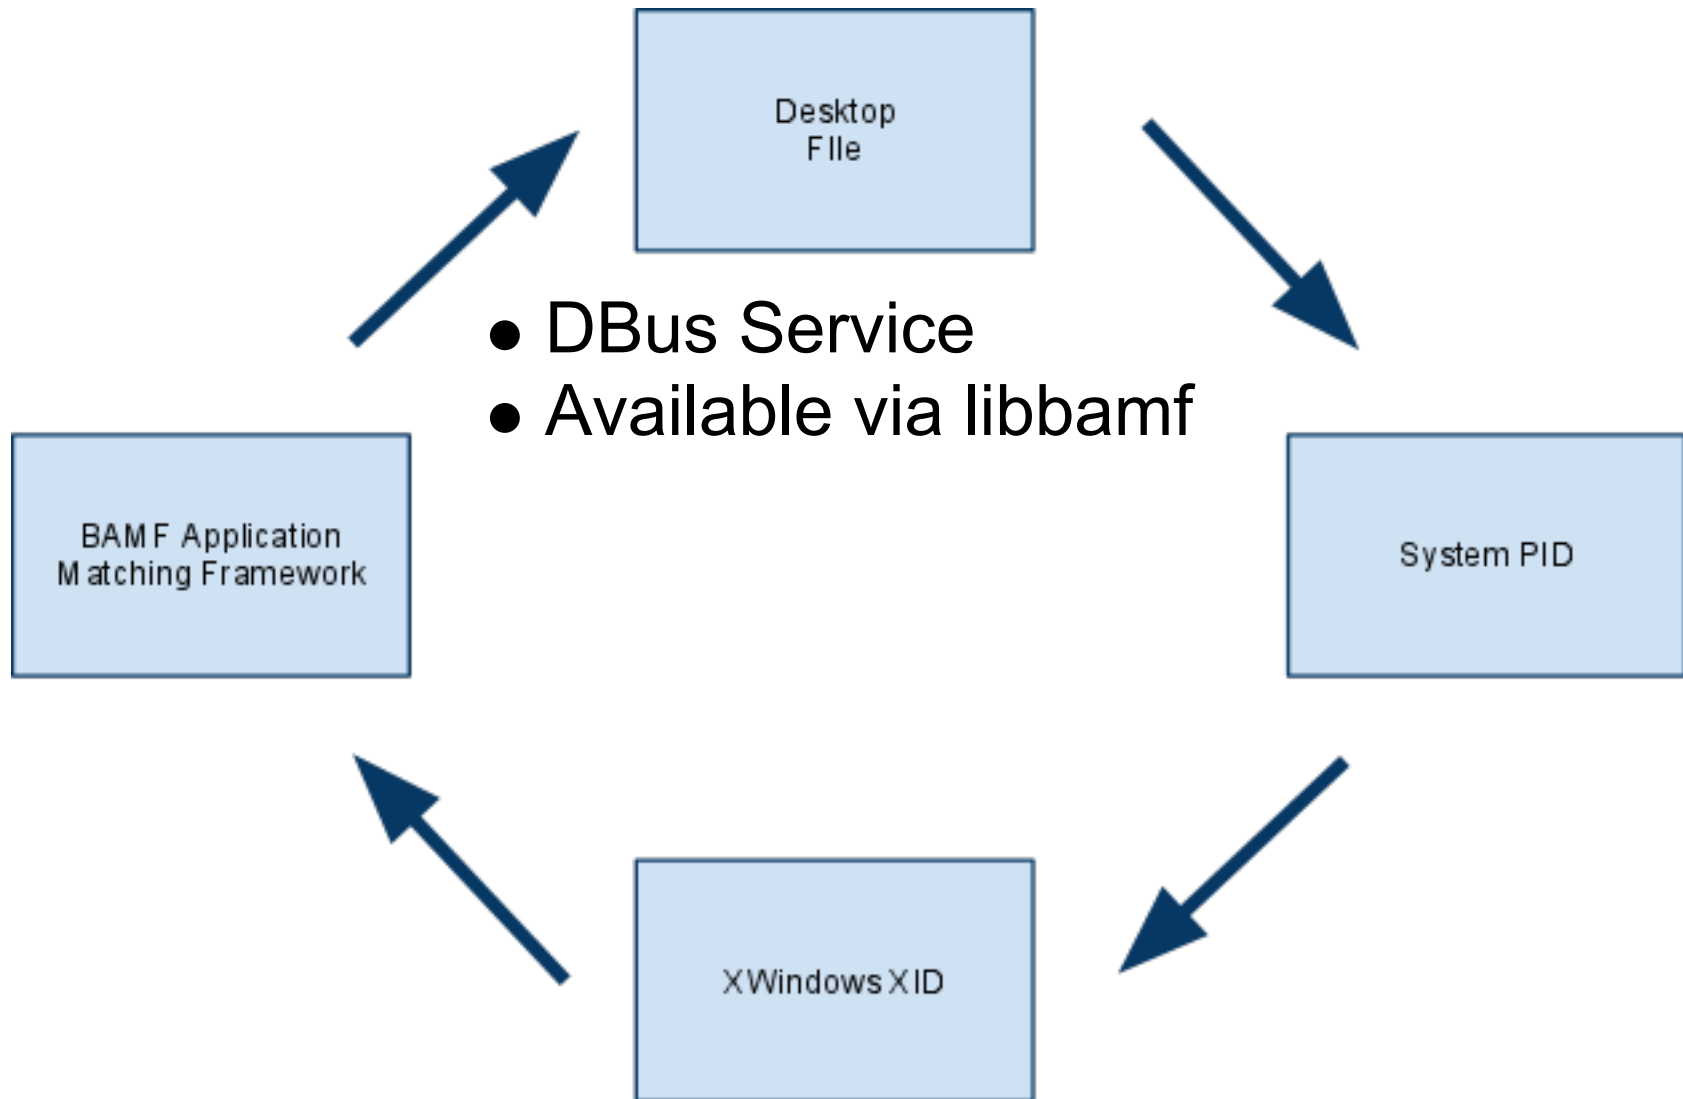 Desktop
FIle
● DBus Service
● Available via libbamf
BAMF Application
Matching Framework
System PID
XWindows XID